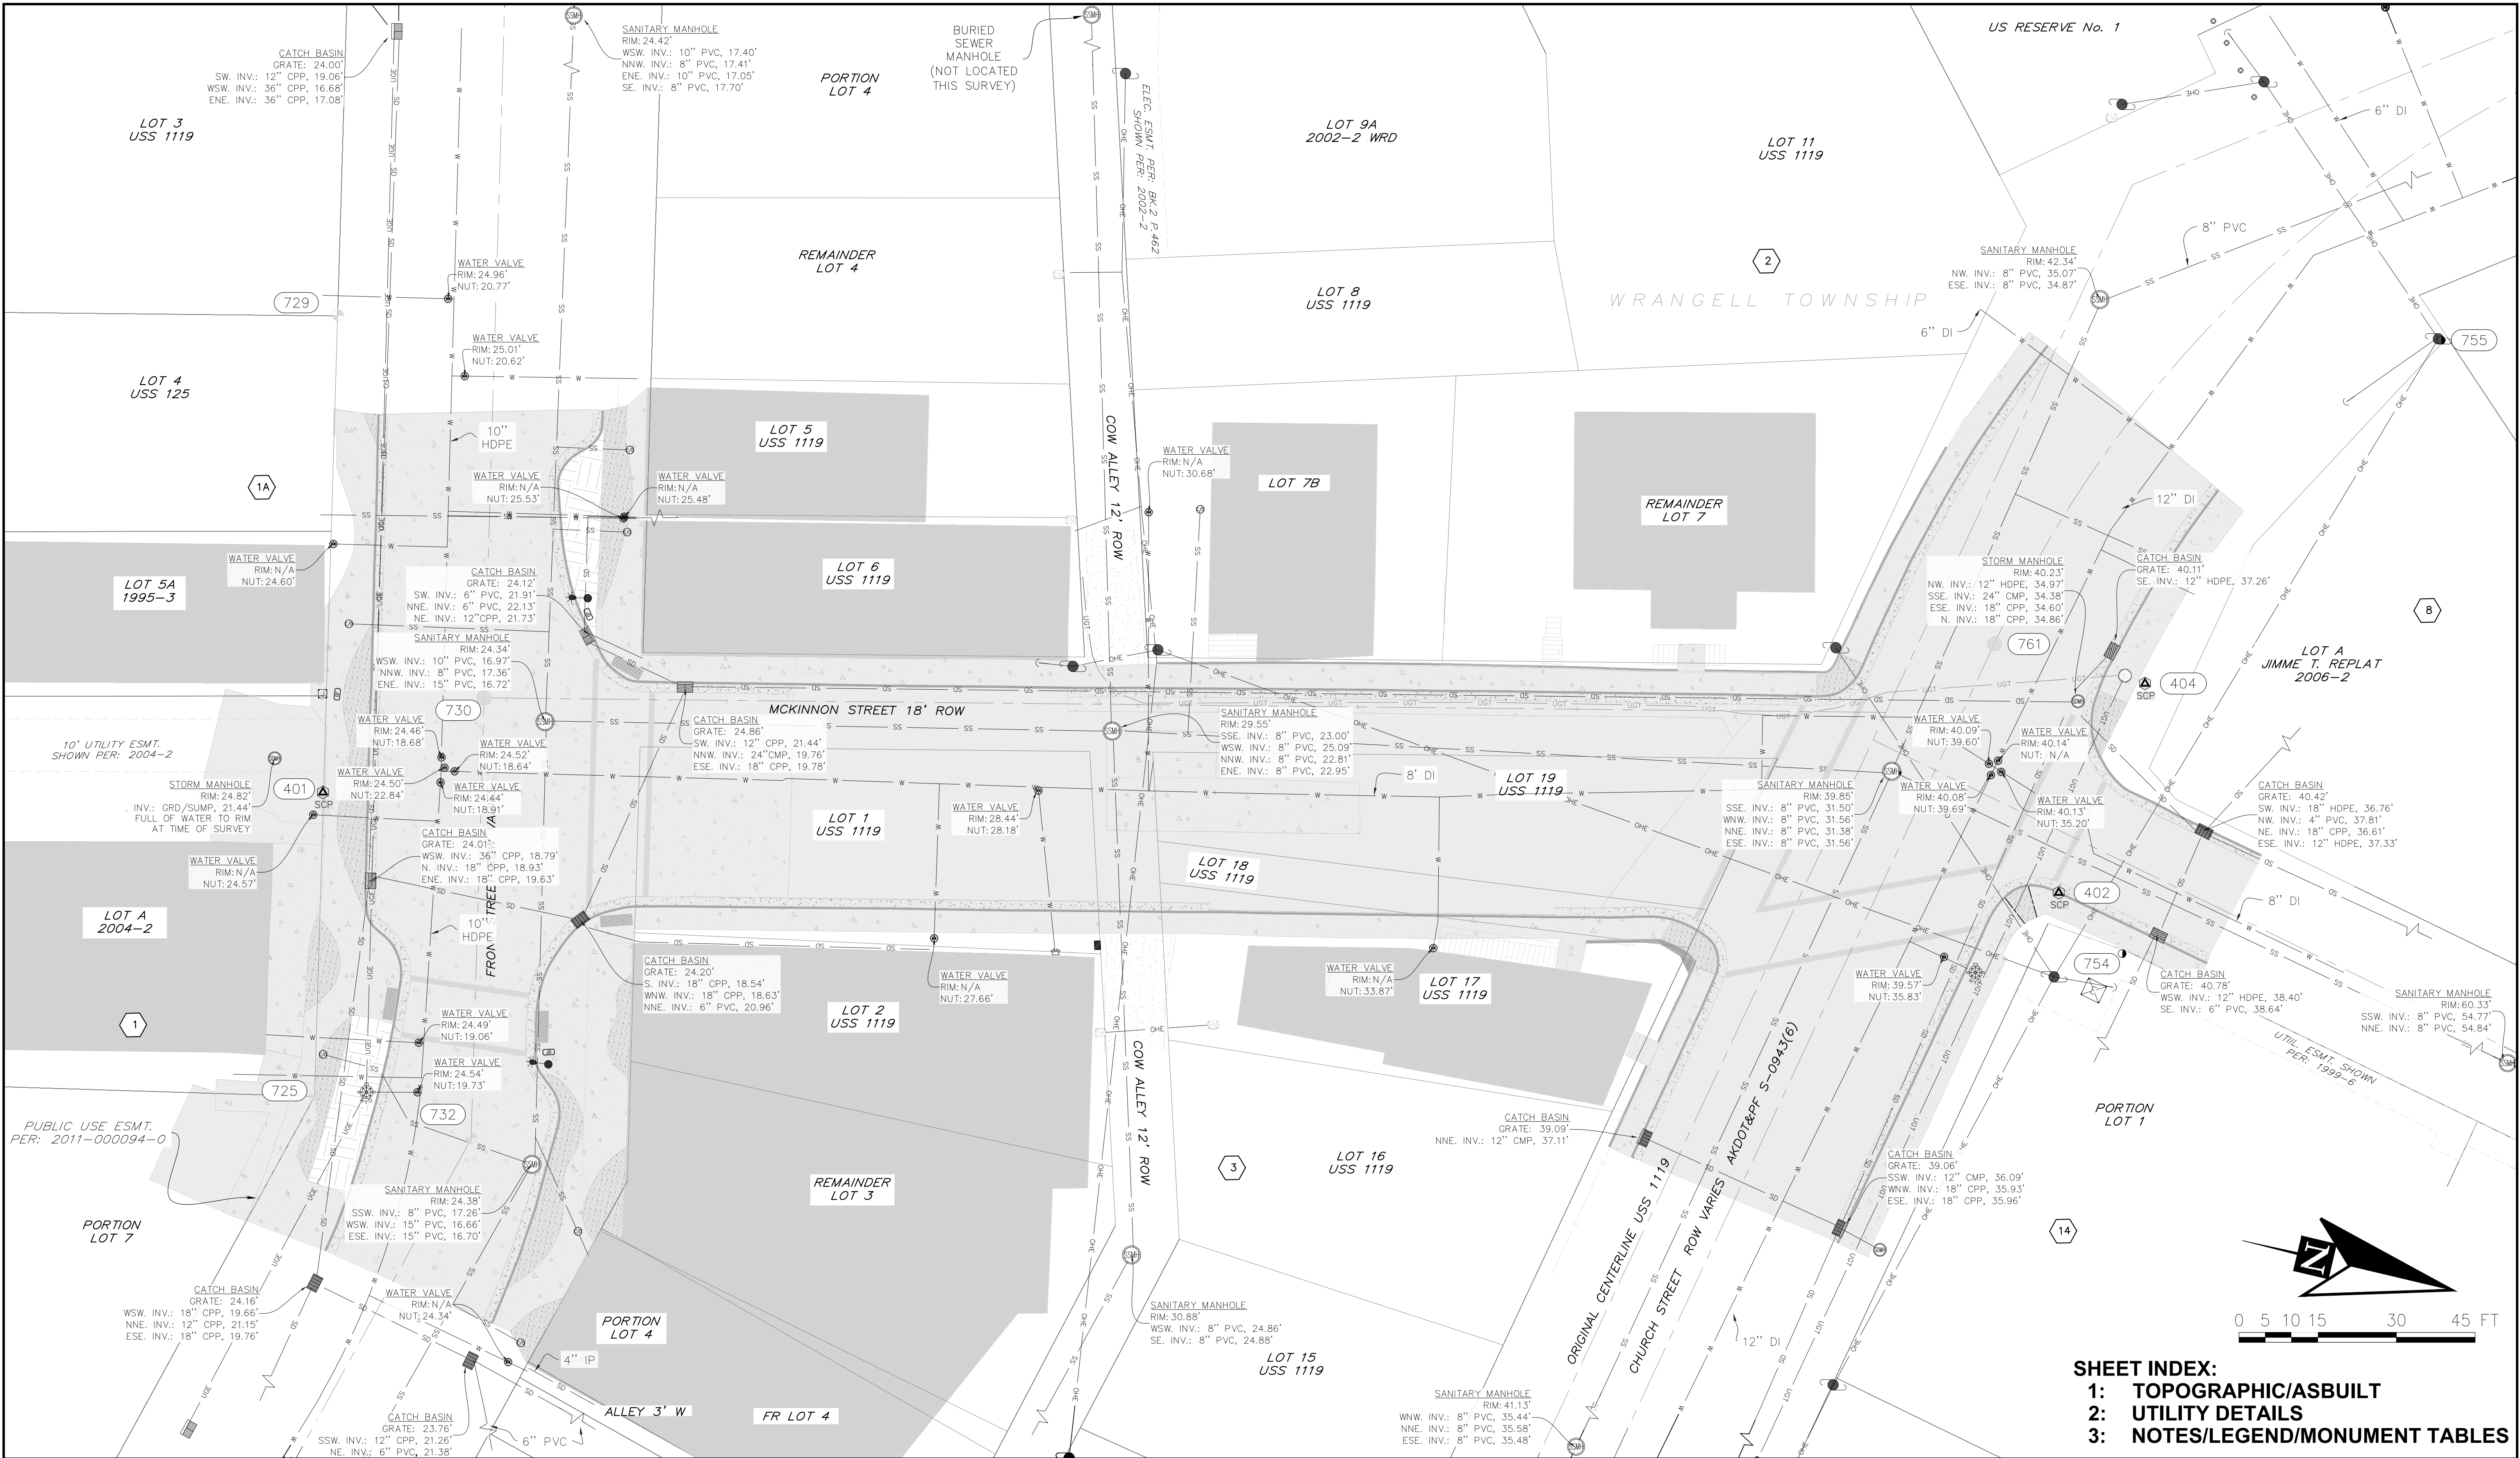 CATCH BASIN
GRATE: 24.00'
SW. INV.: 12" CPP, 19.06'
WSW. INV.: 36" CPP, 16.68'
ENE. INV.: 36" CPP, 17.08'
SSMH
SANITARY MANHOLE
RIM: 24.42'
WSW. INV.: 10" PVC, 17.40'
NNW. INV.: 8" PVC, 17.41'
ENE. INV.: 10" PVC, 17.05'
SE. INV.: 8" PVC, 17.70'
PORTION
LOT 4
BURIED
SEWER
MANHOLE
(NOT LOCATED
THIS SURVEY)
SSMH
ELEC. ESMT. PER: BK.2 P.462
SHOWN PER: 2002-2
LOT 9A
2002-2 WRD
LOT 11
USS 1119
US RESERVE No. 1
6" DI
LOT 3
USS 1119
REMAINDER
LOT 4
LOT 8
USS 1119
2
WRANGELL TOWNSHIP
SANITARY MANHOLE
RIM: 42.34'
NW. INV.: 8" PVC, 35.07'
ESE. INV.: 8" PVC, 34.87'
SSMH
8" PVC
6" DI
755
WATER VALVE
RIM: 24.96'
NUT: 20.77'
729
WATER VALVE
RIM: 25.01'
NUT: 20.62'
LOT 4
USS 125
1A
10"
HDPE
LOT 5
USS 1119
WATER VALVE
RIM: N/A
NUT: 25.53'
WATER VALVE
RIM: N/A
NUT: 25.48'
COW ALLEY 12' ROW
WATER VALVE
RIM: N/A
NUT: 30.68'
LOT 7B
REMAINDER
LOT 7
12" DI
WATER VALVE
RIM: N/A
NUT: 24.60'
LOT 5A
1995-3
CATCH BASIN
GRATE: 24.12'
SW. INV.: 6" PVC, 21.91'
NNE. INV.: 6" PVC, 22.13'
NE. INV.: 12"CPP, 21.73'
LOT 6
USS 1119
STORM MANHOLE
RIM: 40.23'
NW. INV.: 12" HDPE, 34.97'
SSE. INV.: 24" CMP, 34.38'
ESE. INV.: 18" CPP, 34.60'
N. INV.: 18" CPP, 34.86'
CATCH BASIN
GRATE: 40.11'
SE. INV.: 12" HDPE, 37.26'
8
761
LOT A
JIMME T. REPLAT
2006-2
SCP
404
SANITARY MANHOLE
RIM: 24.34'
WSW. INV.: 10" PVC, 16.97'
NNW. INV.: 8" PVC, 17.36'
ENE. INV.: 15" PVC, 16.72'
730
SSMH
MCKINNON STREET 18' ROW
WATER VALVE
RIM: 24.46'
NUT: 18.68'
WATER VALVE
RIM: 24.52'
NUT: 18.64'
CATCH BASIN
GRATE: 24.86'
SW. INV.: 12" CPP, 21.44'
NNW. INV.: 24"CMP, 19.76'
ESE. INV.: 18" CPP, 19.78'
SSMH
SANITARY MANHOLE
RIM: 29.55'
SSE. INV.: 8" PVC, 23.00'
WSW. INV.: 8" PVC, 25.09'
NNW. INV.: 8" PVC, 22.81'
ENE. INV.: 8" PVC, 22.95'
WATER VALVE
RIM: 40.09'
NUT: 39.60'
WATER VALVE
RIM: 40.14'
NUT: N/A
10' UTILITY ESMT.
SHOWN PER: 2004-2
STORM MANHOLE
RIM: 24.82'
. INV.: GRD/SUMP, 21.44'
FULL OF WATER TO RIM
AT TIME OF SURVEY
401
SCP
WATER VALVE
RIM: 24.50'
NUT: 22.84'
WATER VALVE
RIM: 24.44'
NUT: 18.91'
8' DI
LOT 19
USS 1119
SSMH
SANITARY MANHOLE
RIM: 39.85'
SSE. INV.: 8" PVC, 31.50'
WNW. INV.: 8" PVC, 31.56'
NNE. INV.: 8" PVC, 31.38'
ESE. INV.: 8" PVC, 31.56'
WATER VALVE
RIM: 40.08'
NUT: 39.69'
WATER VALVE
RIM: 40.13'
NUT: 35.20'
CATCH BASIN
GRATE: 40.42'
SW. INV.: 18" HDPE, 36.76'
NW. INV.: 4" PVC, 37.81'
NE. INV.: 18" CPP, 36.61'
ESE. INV.: 12" HDPE, 37.33'
LOT 1
USS 1119
WATER VALVE
RIM: 28.44'
NUT: 28.18'
CATCH BASIN
GRATE: 24.01'
WSW. INV.: 36" CPP, 18.79'
N. INV.: 18" CPP, 18.93'
ENE. INV.: 18" CPP, 19.63'
WATER VALVE
RIM: N/A
NUT: 24.57'
LOT 18
USS 1119
402
SCP
8" DI
LOT A
2004-2
10"
HDPE
CATCH BASIN
GRATE: 24.20'
S. INV.: 18" CPP, 18.54'
WNW. INV.: 18" CPP, 18.63'
NNE. INV.: 6" PVC, 20.96'
WATER VALVE
RIM: N/A
NUT: 27.66'
LOT 2
USS 1119
WATER VALVE
RIM: N/A
NUT: 33.87'
LOT 17
USS 1119
WATER VALVE
RIM: 39.57'
NUT: 35.83'
754
CATCH BASIN
GRATE: 40.78'
WSW. INV.: 12" HDPE, 38.40'
SE. INV.: 6" PVC, 38.64'
SANITARY MANHOLE
RIM: 60.33'
SSW. INV.: 8" PVC, 54.77'
NNE. INV.: 8" PVC, 54.84'
UTIL. ESMT. SHOWN
PER: 1999-6
1
WATER VALVE
RIM: 24.49'
NUT: 19.06'
WATER VALVE
RIM: 24.54'
NUT: 19.73'
725
732
COW ALLEY 12' ROW
PUBLIC USE ESMT.
PER: 2011-000094-0
CATCH BASIN
GRATE: 39.09'
NNE. INV.: 12" CMP, 37.11'
PORTION
LOT 1
3
LOT 16
USS 1119
CATCH BASIN
GRATE: 39.06'
SSW. INV.: 12" CMP, 36.09'
WNW. INV.: 18" CPP, 35.93'
ESE. INV.: 18" CPP, 35.96'
14
SSMH
SANITARY MANHOLE
RIM: 24.38'
SSW. INV.: 8" PVC, 17.26'
WSW. INV.: 15" PVC, 16.66'
ESE. INV.: 15" PVC, 16.70'
REMAINDER
LOT 3
PORTION
LOT 7
CATCH BASIN
GRATE: 24.16'
WSW. INV.: 18" CPP, 19.66'
NNE. INV.: 12" CPP, 21.15'
ESE. INV.: 18" CPP, 19.76'
WATER VALVE
RIM: N/A
NUT: 24.34'
PORTION
LOT 4
4" IP
SSMH
SANITARY MANHOLE
RIM: 30.88'
WSW. INV.: 8" PVC, 24.86'
SE. INV.: 8" PVC, 24.88'
LOT 15
USS 1119
ORIGINAL CENTERLINE USS 1119
CHURCH STREET ROW VARIES AKDOT&PF S-0943(6)
12" DI
SANITARY MANHOLE
RIM: 41.13'
WNW. INV.: 8" PVC, 35.44'
NNE. INV.: 8" PVC, 35.58'
ESE. INV.: 8" PVC, 35.48'
SSMH
CATCH BASIN
GRATE: 23.76'
SSW. INV.: 12" CPP, 21.26'
NE. INV.: 6" PVC, 21.38'
6" PVC
ALLEY 3' W
FR LOT 4
N
0 5 10 15 30 45 FT
SHEET INDEX:
1: TOPOGRAPHIC/ASBUILT
2: UTILITY DETAILS
3: NOTES/LEGEND/MONUMENT TABLES